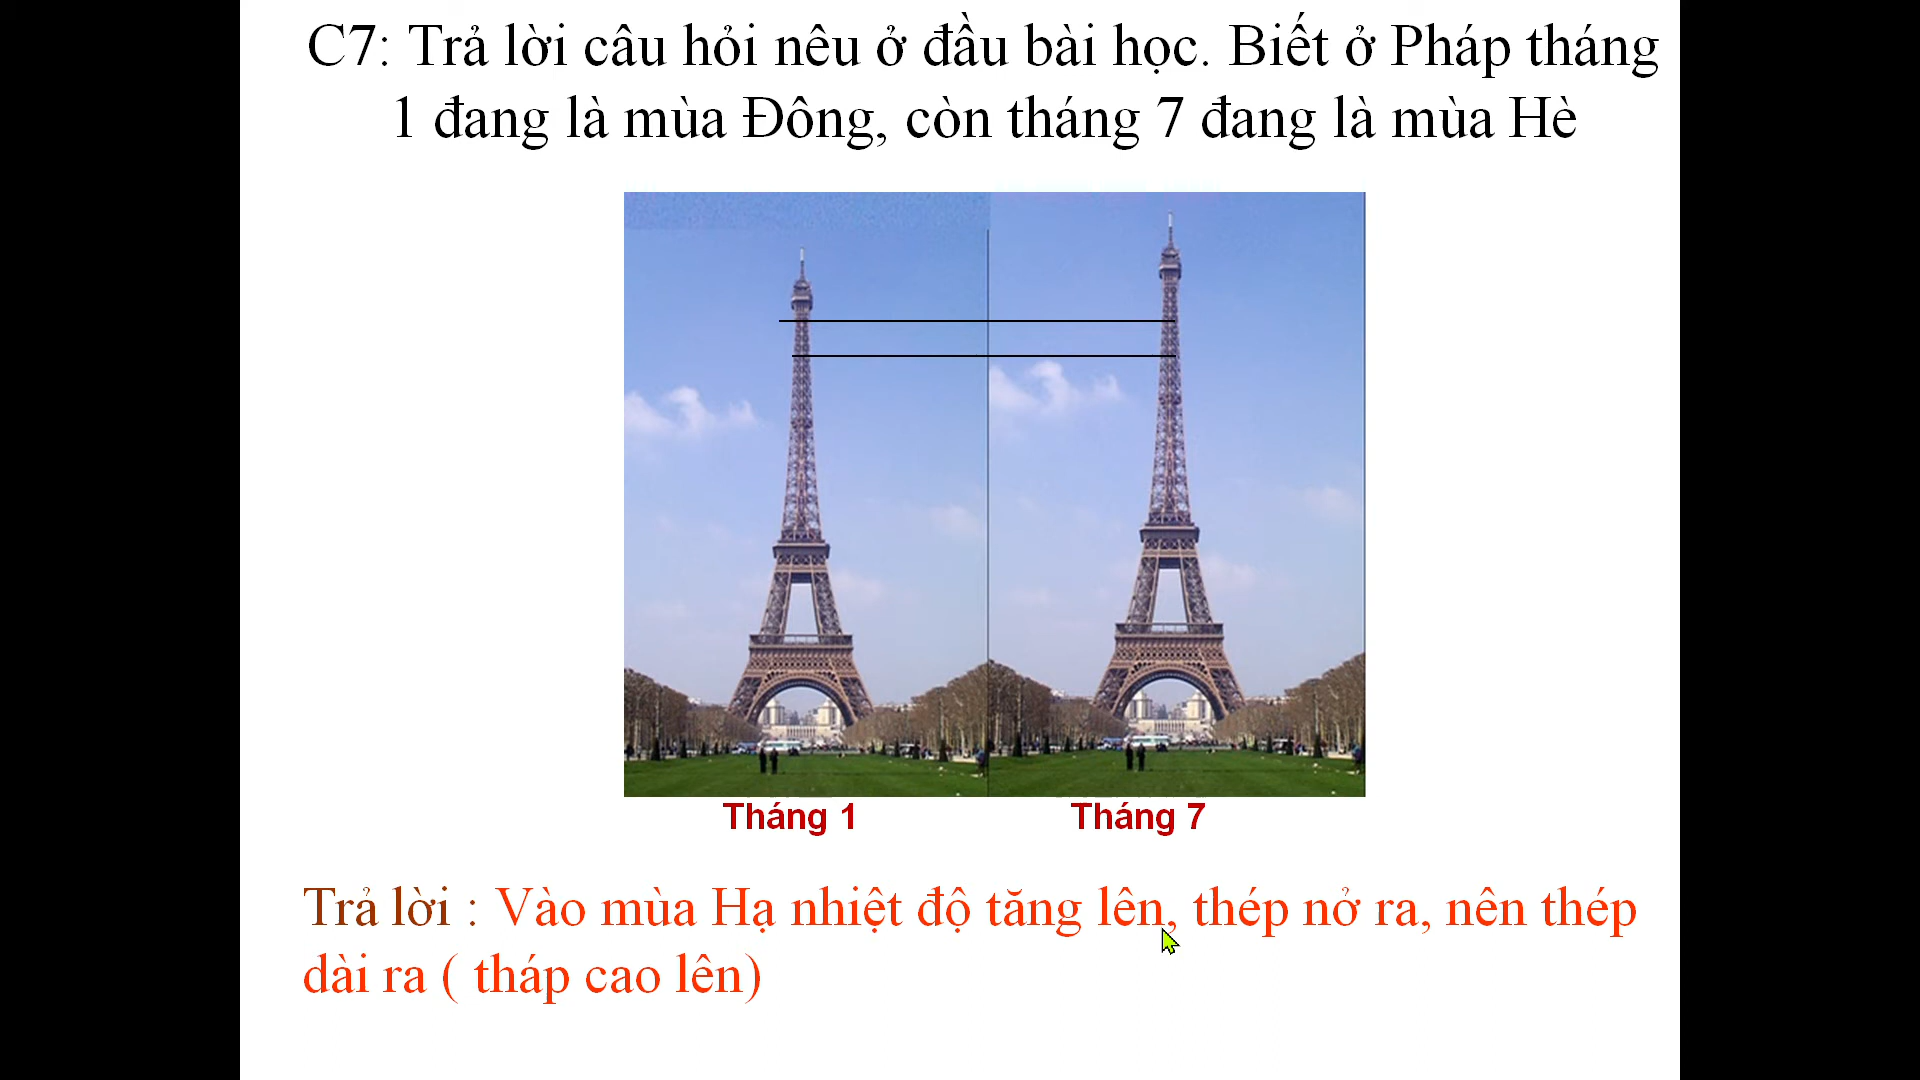 C7: Trả lời câu hỏi nêu ở đầu bài học. Biết ở Pháp tháng
1 đang là mùa Đông, còn tháng 7 đang là mùa Hè
Tháng 1
Tháng 7
Trả lời : Vào mùa Hạ nhiệt độ tăng lên, thép nở ra, nên thép
dài ra ( tháp cao lên)